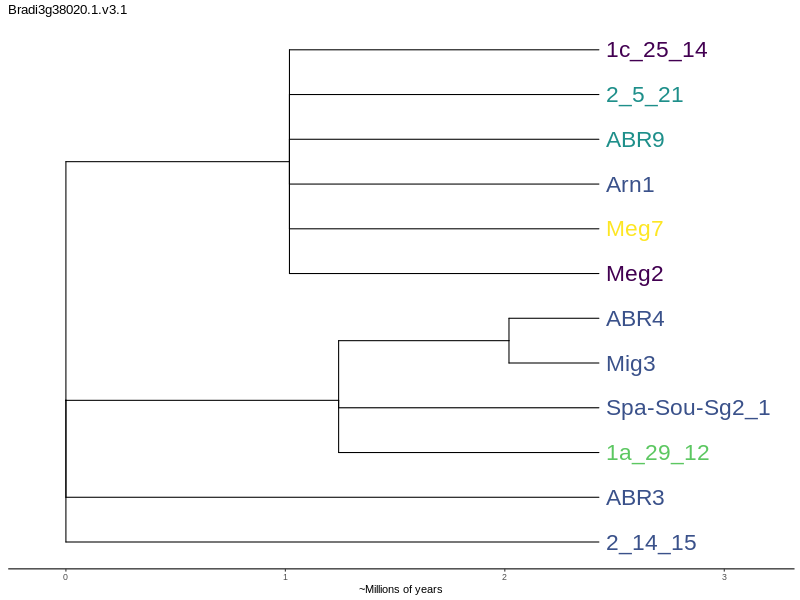 Bradi3g38020.1.v3.1
1c_25_14
2_5_21
ABR9
Arn1
Meg7
Meg2
ABR4
Mig3
Spa-Sou-Sg2_1
1a_29_12
ABR3
2_14_15
0 1 2 3
~Millions of years